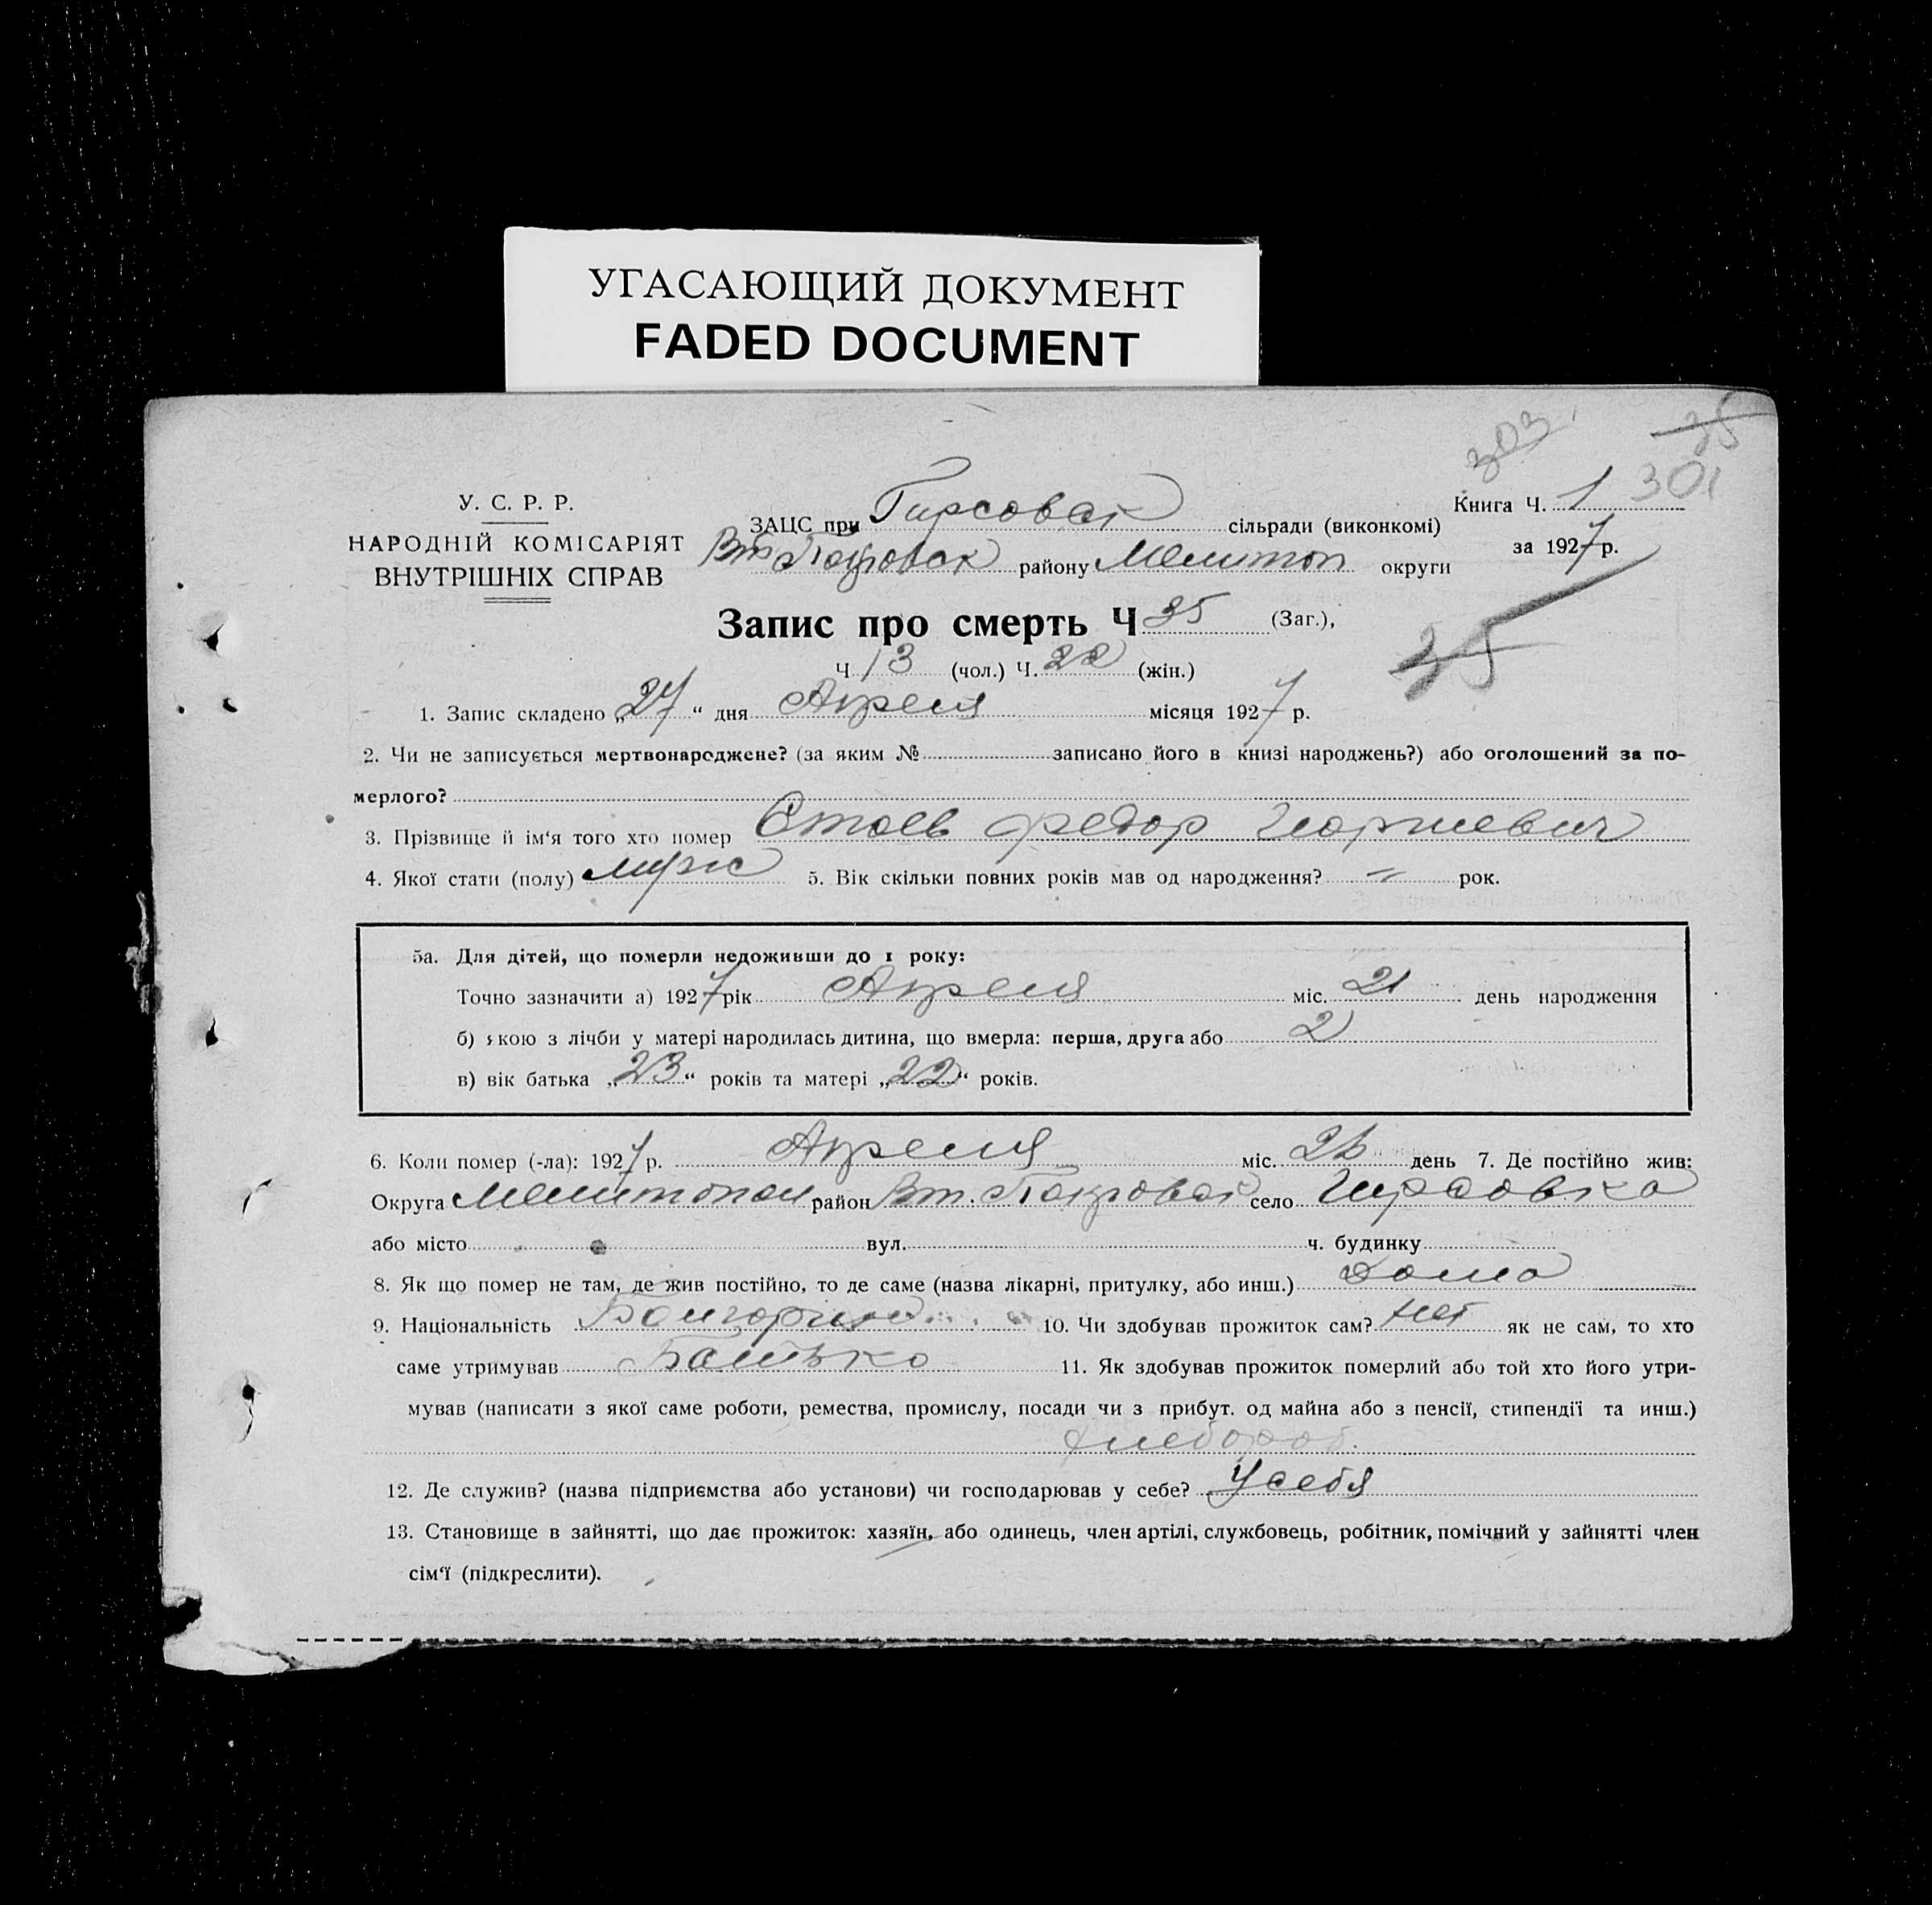 УГАСАЮЩИЙ ДОКУМЕНТ
FADED DOCUMENT
303
35
301
У. С. Р. Р.
НАРОДНІЙ КОМІСАРІЯТ
ВНУТРІШНІХ СПРАВ
ЗАЦС при Гирсовск сільради (виконкомі)
Вт Покровск района Мелитоп округи
Книга Ч. 1
за 1927 р.
Запис про смерть Ч 35 (Заг.),
35
Ч 13 (чол.) Ч. 22 (жін.)
1. Запис складено „27“ дня Апреля місяця 1927 р.
2. Чи не записується мертвонароджене? (за яким № записано його в книзі народжень?) або оголошений за по-
мерлого?
3. Прізвище й ім‘я того хто помер Стоев Федор Георгиевич
4. Якої стати (полу) мужс 5. Вік скільки повних років мав од народження? рок.
5а. Для дітей, що померли недоживши до 1 року:
Точно зазначити а) 1927 рік Апреля міс. 21 день народження
б) якою з лічби у матері народилась дитина, що вмерла: перша, друга або 2
в) вік батька „23“ років та матері „22“ років.
6. Коли помер (-ла): 1927 р. Апреля міс. 26 день 7. Де постійно жив:
Округа Мелитопол район Вт. Покровск село Гирсовка
або місто вул. ч. будинку
8. Як що помер не там, де жив постійно, то де саме (назва лікарні, притулку, або инш.) Дома
9. Національність Болгарин 10. Чи здобував прожиток сам? нет як не сам, то хто
саме утримував Батько 11. Як здобував прожиток померлий або той хто його утри-
мував (написати з якої саме роботи, ремества, промислу, посади чи з прибут. од майна або з пенсії, стипендії та инш.)
хлебороб.
12. Де служив? (назва підприємства або установи) чи господарював у себе? У себя
13. Становище в зайнятті, що дає прожиток: хазяїн, або одинець, член артілі, службовець, робітник, помічний у зайнятті член
сім‘ї (підкреслити).